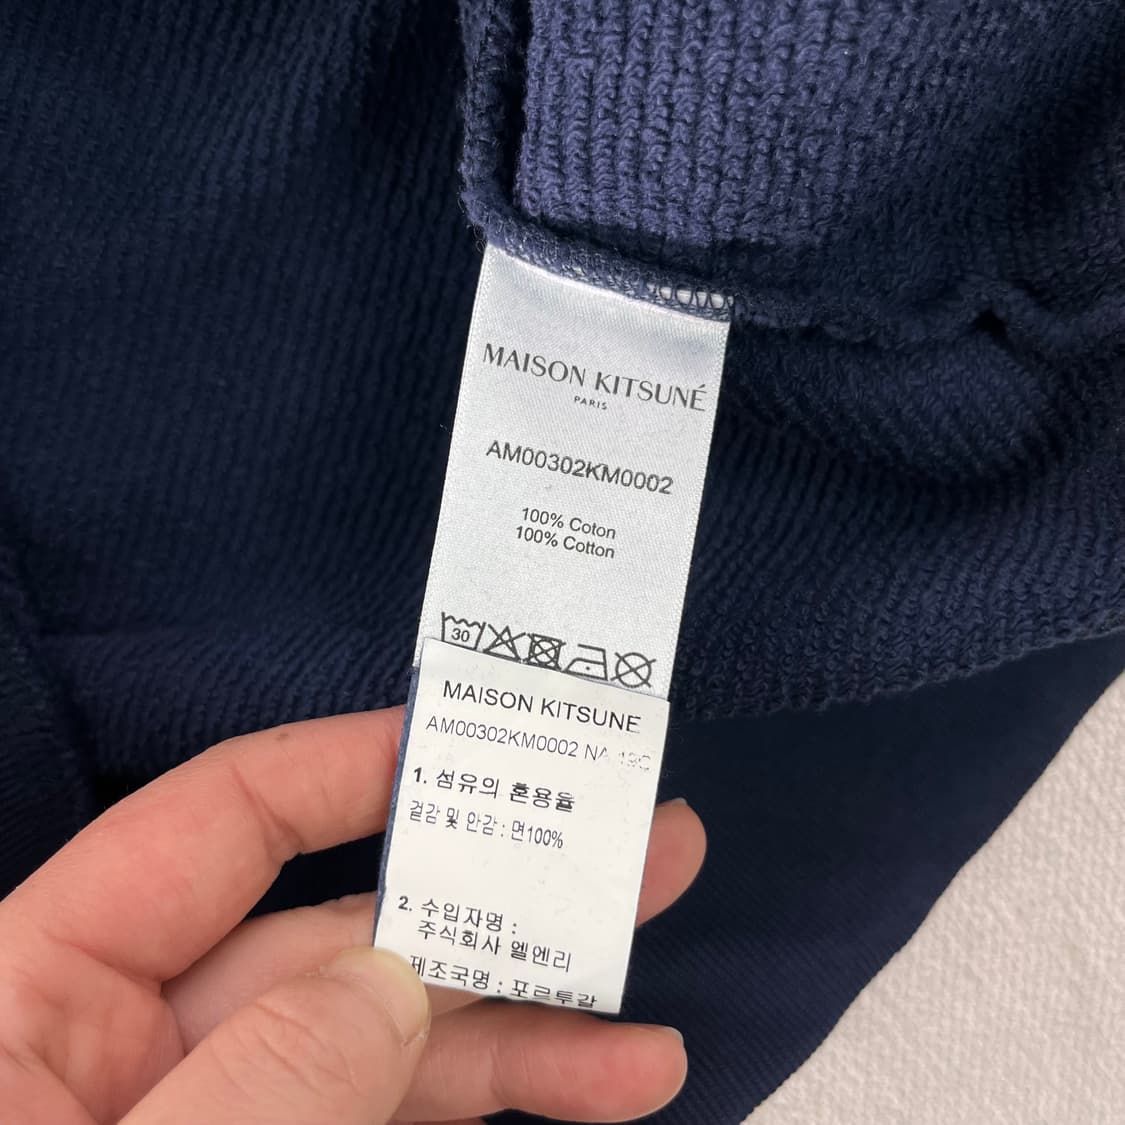 MAISON KITSUNÉ
PARIS
AM00302KM0002
100% Coton
100% Cotton
30
MAISON KITSUNE
AM00302KM0002
1. 섬유의 혼용율
겉감 및 안감 : 면100%
2. 수입자명 :
주식회사 엘엔리
제조국명 : 포르투갈